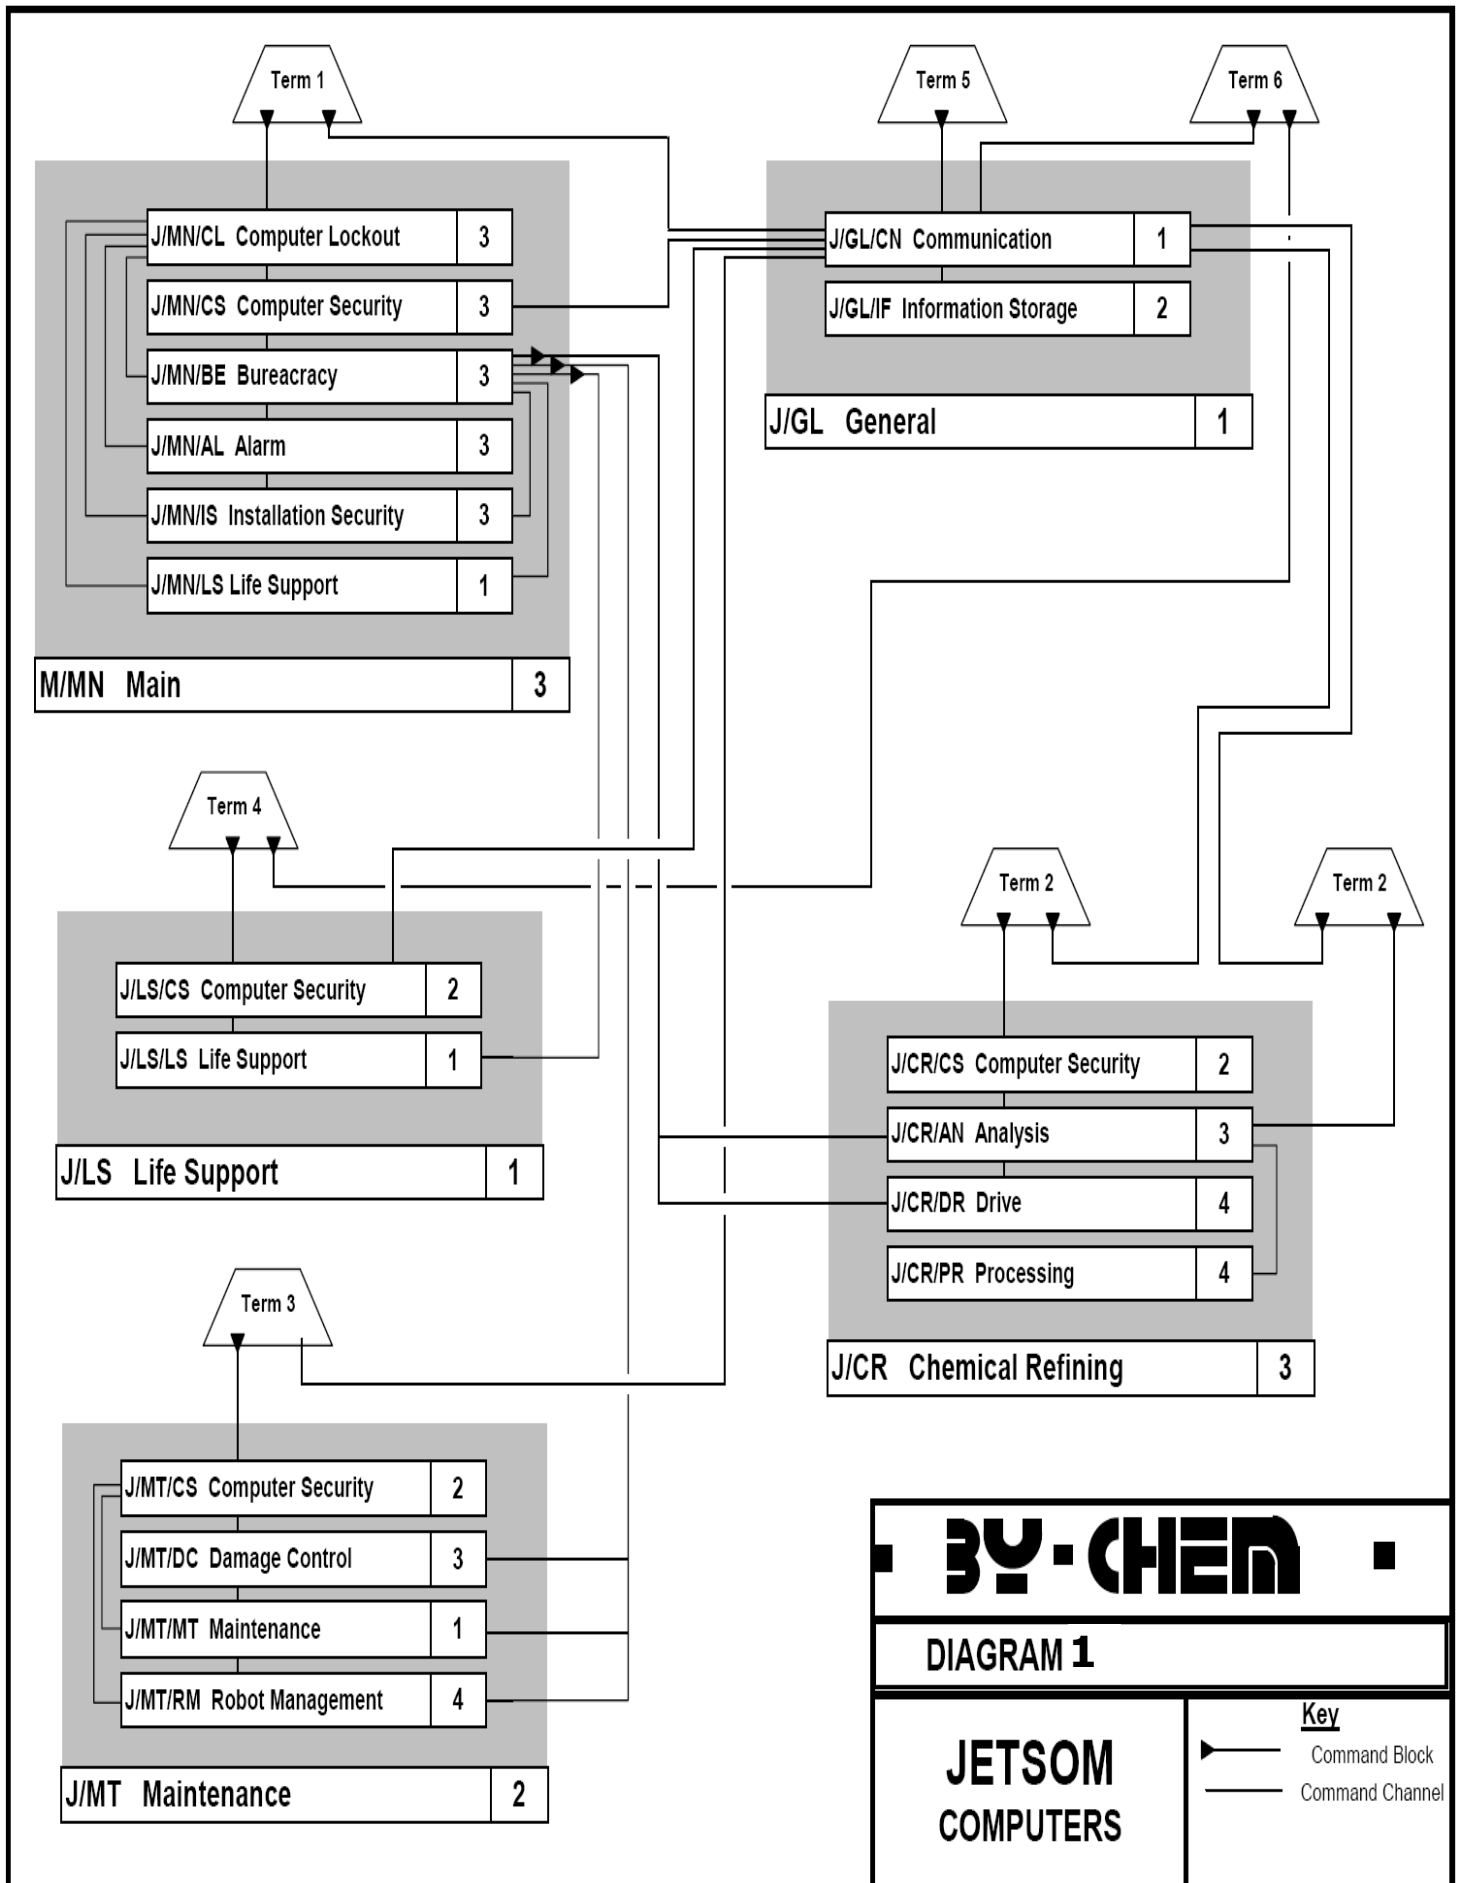 Term 1
Term 5
Term 6
J/MN/CL Computer Lockout 3
J/MN/CS Computer Security 3
J/MN/BE Bureacracy 3
J/MN/AL Alarm 3
J/MN/IS Installation Security 3
J/MN/LS Life Support 1
M/MN Main 3
J/GL/CN Communication 1
J/GL/IF Information Storage 2
J/GL General 1
Term 4
J/LS/CS Computer Security 2
J/LS/LS Life Support 1
J/LS Life Support 1
Term 2
Term 2
J/CR/CS Computer Security 2
J/CR/AN Analysis 3
J/CR/DR Drive 4
J/CR/PR Processing 4
J/CR Chemical Refining 3
Term 3
J/MT/CS Computer Security 2
J/MT/DC Damage Control 3
J/MT/MT Maintenance 1
J/MT/RM Robot Management 4
J/MT Maintenance 2
BY-CHEM
DIAGRAM 1
JETSOM
COMPUTERS
Key
Command Block
Command Channel